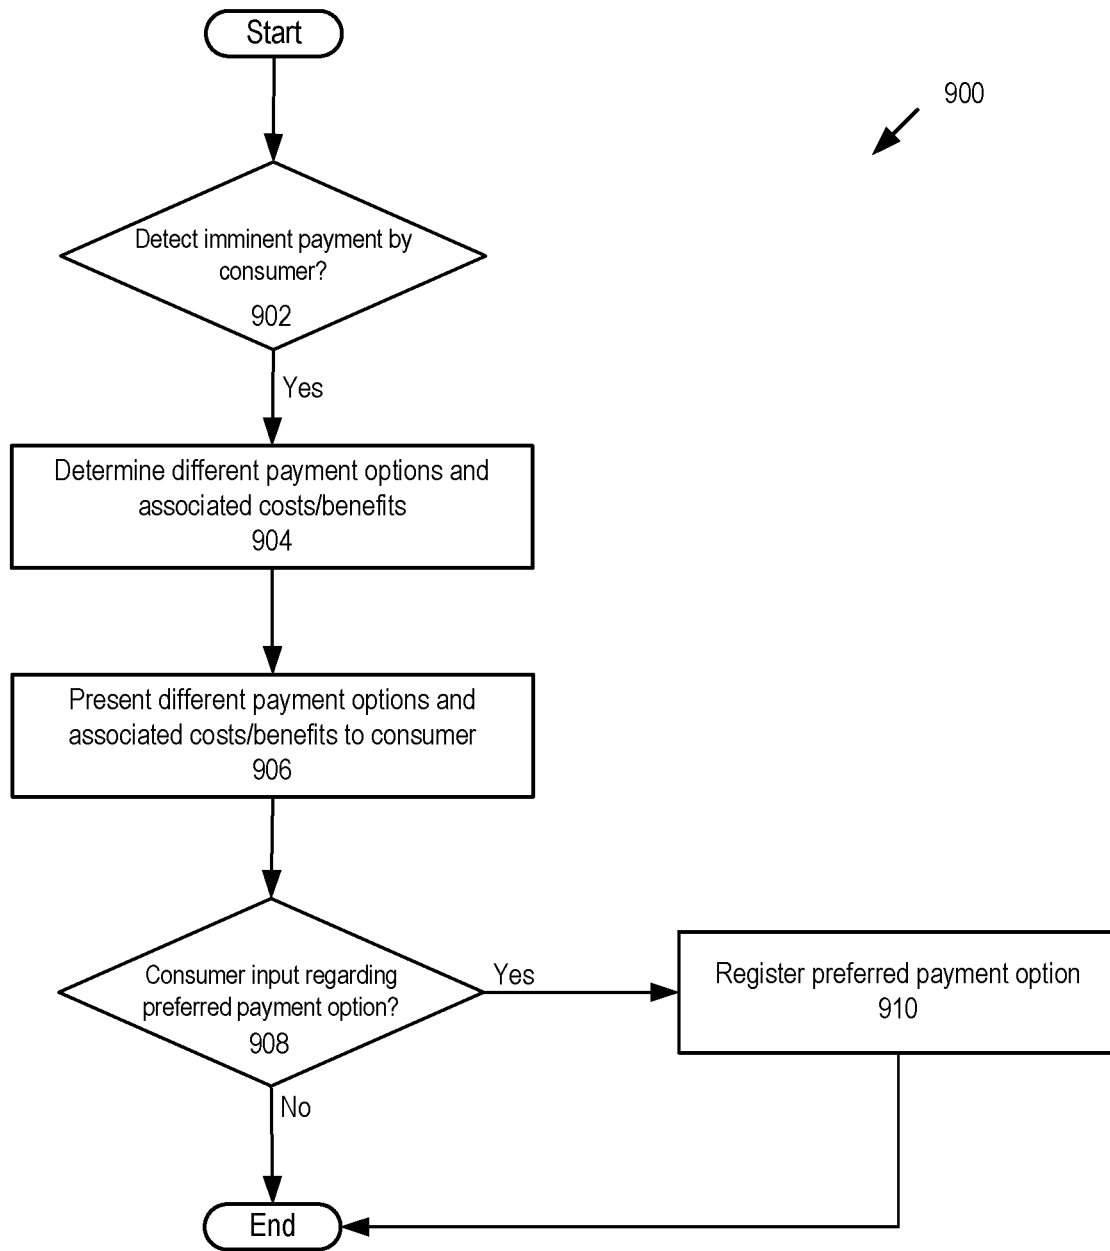 Start
900
Detect imminent payment by
consumer?
902
Yes
Determine different payment options and
associated costs/benefits
904
Present different payment options and
associated costs/benefits to consumer
906
Consumer input regarding
preferred payment option?
908
Yes
Register preferred payment option
910
No
End